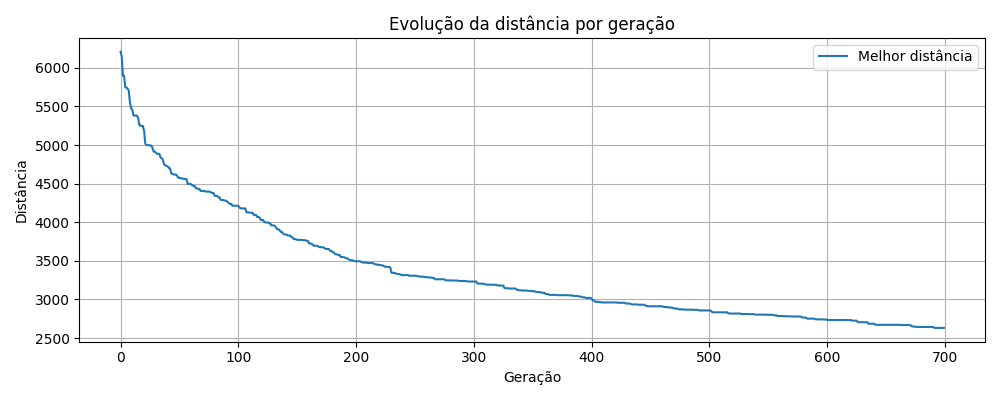 Evolução da distância por geração
Melhor distância
Distância
6000
5500
5000
4500
4000
3500
3000
2500
0 100 200 300 400 500 600 700
Geração